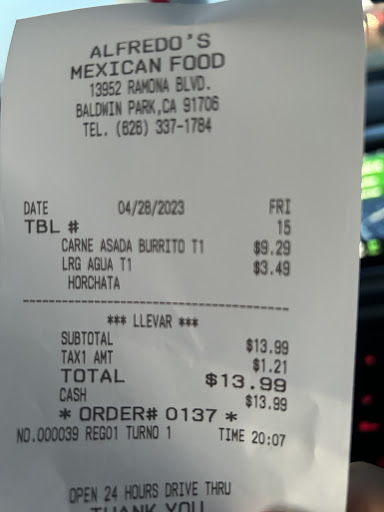 ALFREDO'S
MEXICAN FOOD
13952 RAMONA BLVD.
BALDWIN PARK,CA 91706
TEL. (626) 337-1784
DATE 04/28/2023 FRI
TBL # 15
CARNE ASADA BURRITO T1 $9.29
LRG AGUA T1 $3.49
HORCHATA
*** LLEVAR ***
SUBTOTAL $13.99
TAX1 AMT $1.21
TOTAL $13.99
CASH $13.99
* ORDER# 0137 *
NO.000039 REG01 TURNO 1 TIME 20:07
OPEN 24 HOURS DRIVE THRU
THANK YOU